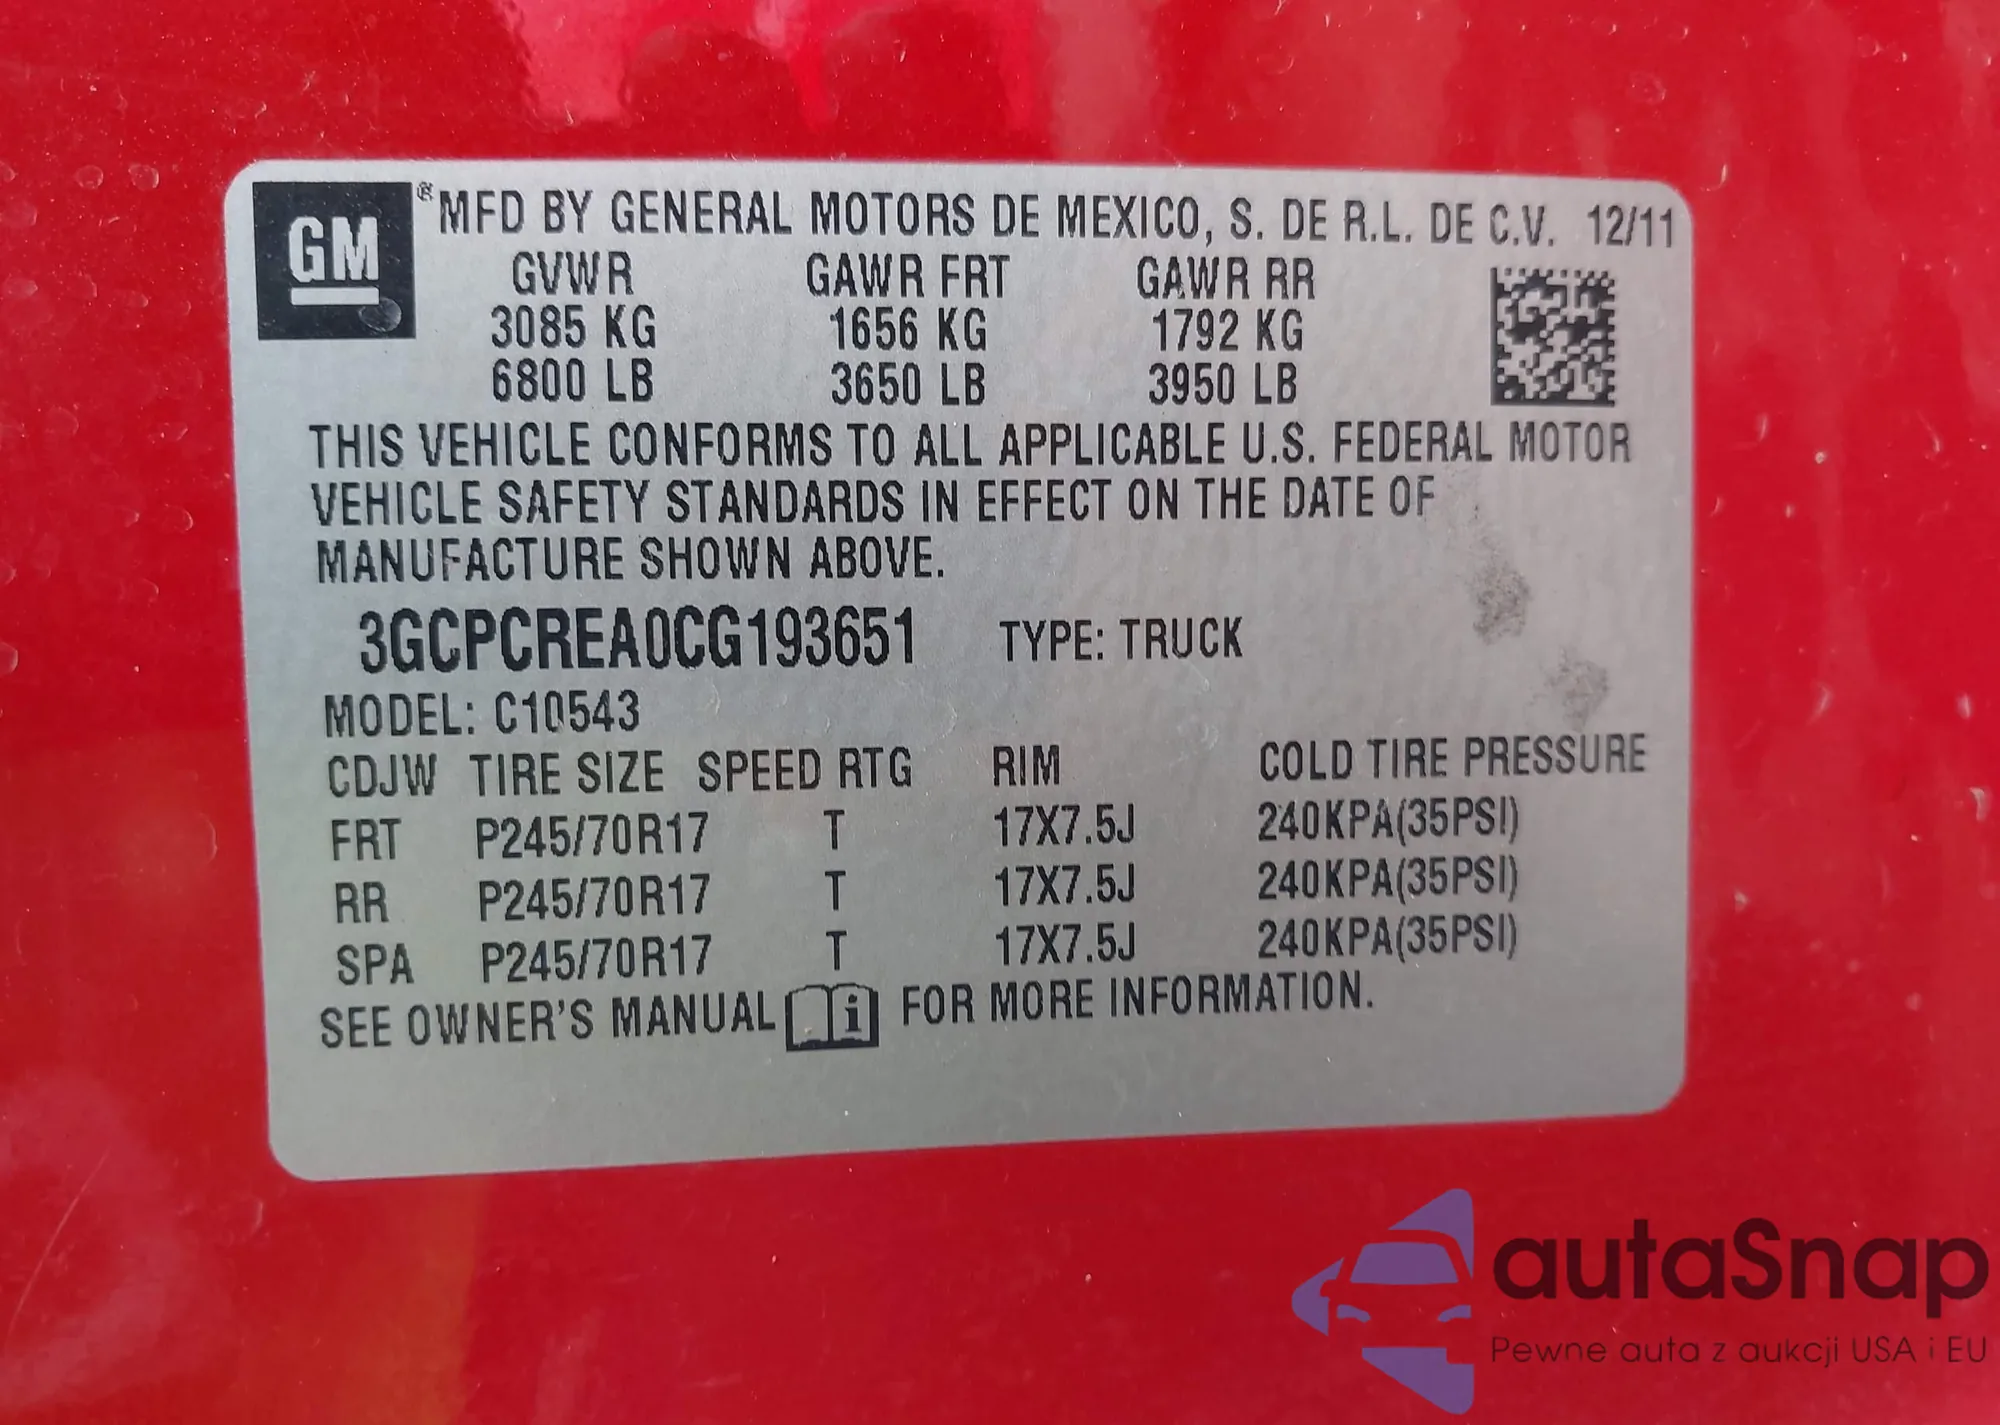 GM ® MFD BY GENERAL MOTORS DE MEXICO, S. DE R.L. DE C.V. 12/11
GVWR GAWR FRT GAWR RR
3085 KG 1656 KG 1792 KG
6800 LB 3650 LB 3950 LB
THIS VEHICLE CONFORMS TO ALL APPLICABLE U.S. FEDERAL MOTOR
VEHICLE SAFETY STANDARDS IN EFFECT ON THE DATE OF
MANUFACTURE SHOWN ABOVE.
3GCPCREA0CG193651 TYPE: TRUCK
MODEL: C10543
CDJW TIRE SIZE SPEED RTG RIM COLD TIRE PRESSURE
FRT P245/70R17 T 17X7.5J 240KPA(35PSI)
RR P245/70R17 T 17X7.5J 240KPA(35PSI)
SPA P245/70R17 T 17X7.5J 240KPA(35PSI)
SEE OWNER'S MANUAL i FOR MORE INFORMATION.
autaSnap
Pewne auta z aukcji USA i EU